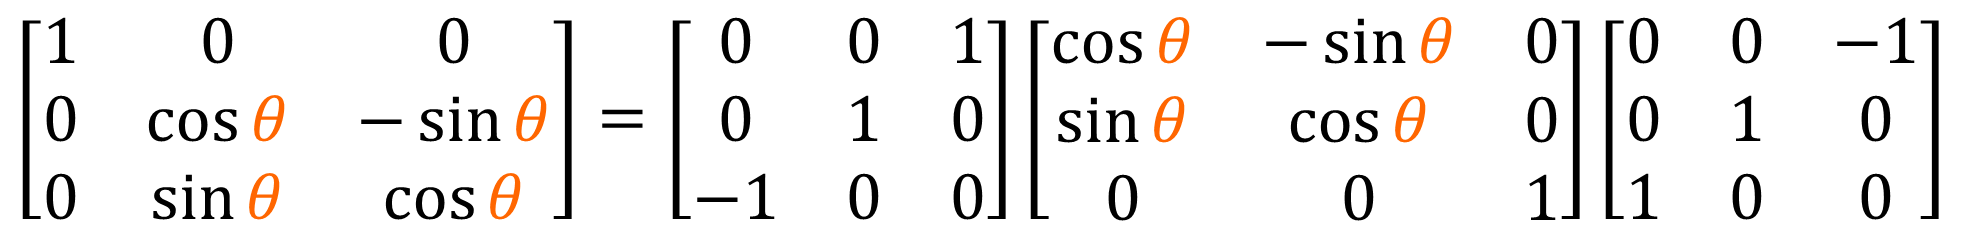 [1 0 0] [0 0 1] [cos θ − sin θ 0] [0 0 −1]
[0 cos θ − sin θ] = [0 1 0] [sin θ cos θ 0] [0 1 0]
[0 sin θ cos θ] [−1 0 0] [0 0 1] [1 0 0]